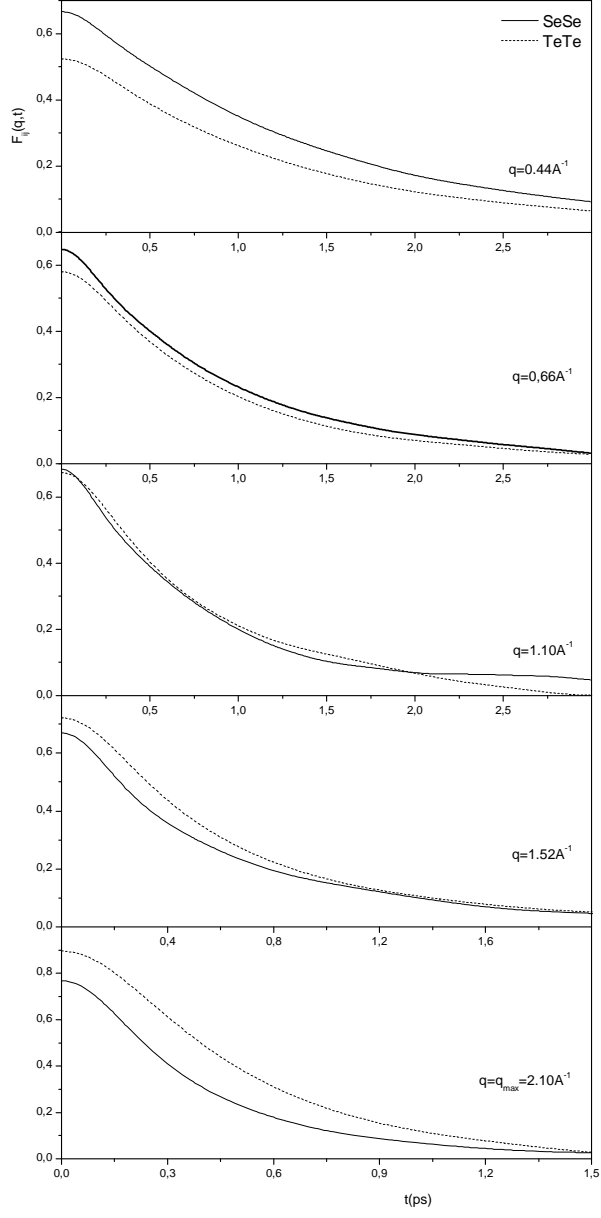 SeSe
TeTe
F_ij(q,t)
0,6
0,4
0,2
0,0
q=0.44A^-1
0,5 1,0 1,5 2,0 2,5
0,6
0,4
0,2
0,0
q=0,66A^-1
0,5 1,0 1,5 2,0 2,5
0,6
0,4
0,2
0,0
q=1.10A^-1
0,5 1,0 1,5 2,0 2,5
0,6
0,4
0,2
0,0
q=1.52A^-1
0,4 0,8 1,2 1,6
0,8
0,6
0,4
0,2
0,0
q=q_max=2.10A^-1
0,0 0,3 0,6 0,9 1,2 1,5
t(ps)